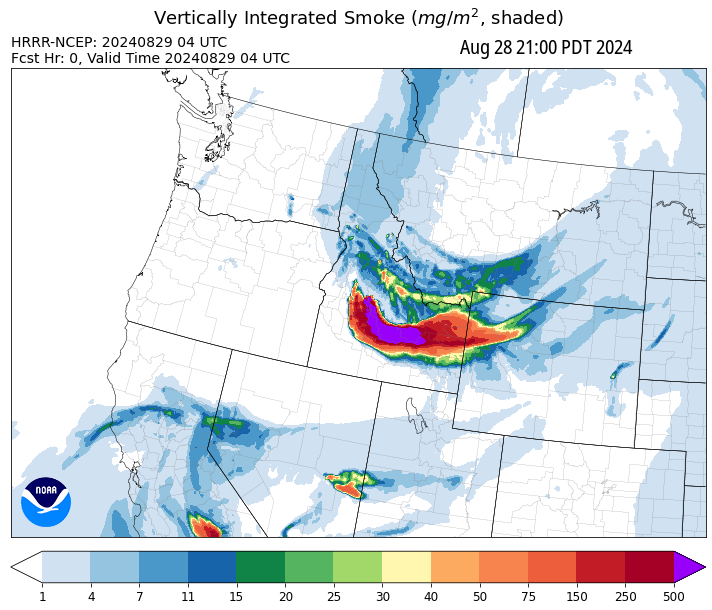 Vertically Integrated Smoke (mg/m², shaded)
HRRR-NCEP: 20240829 04 UTC
Fcst Hr: 0, Valid Time 20240829 04 UTC
Aug 28 21:00 PDT 2024
NOAA
1 4 7 11 15 20 25 30 40 50 75 150 250 500